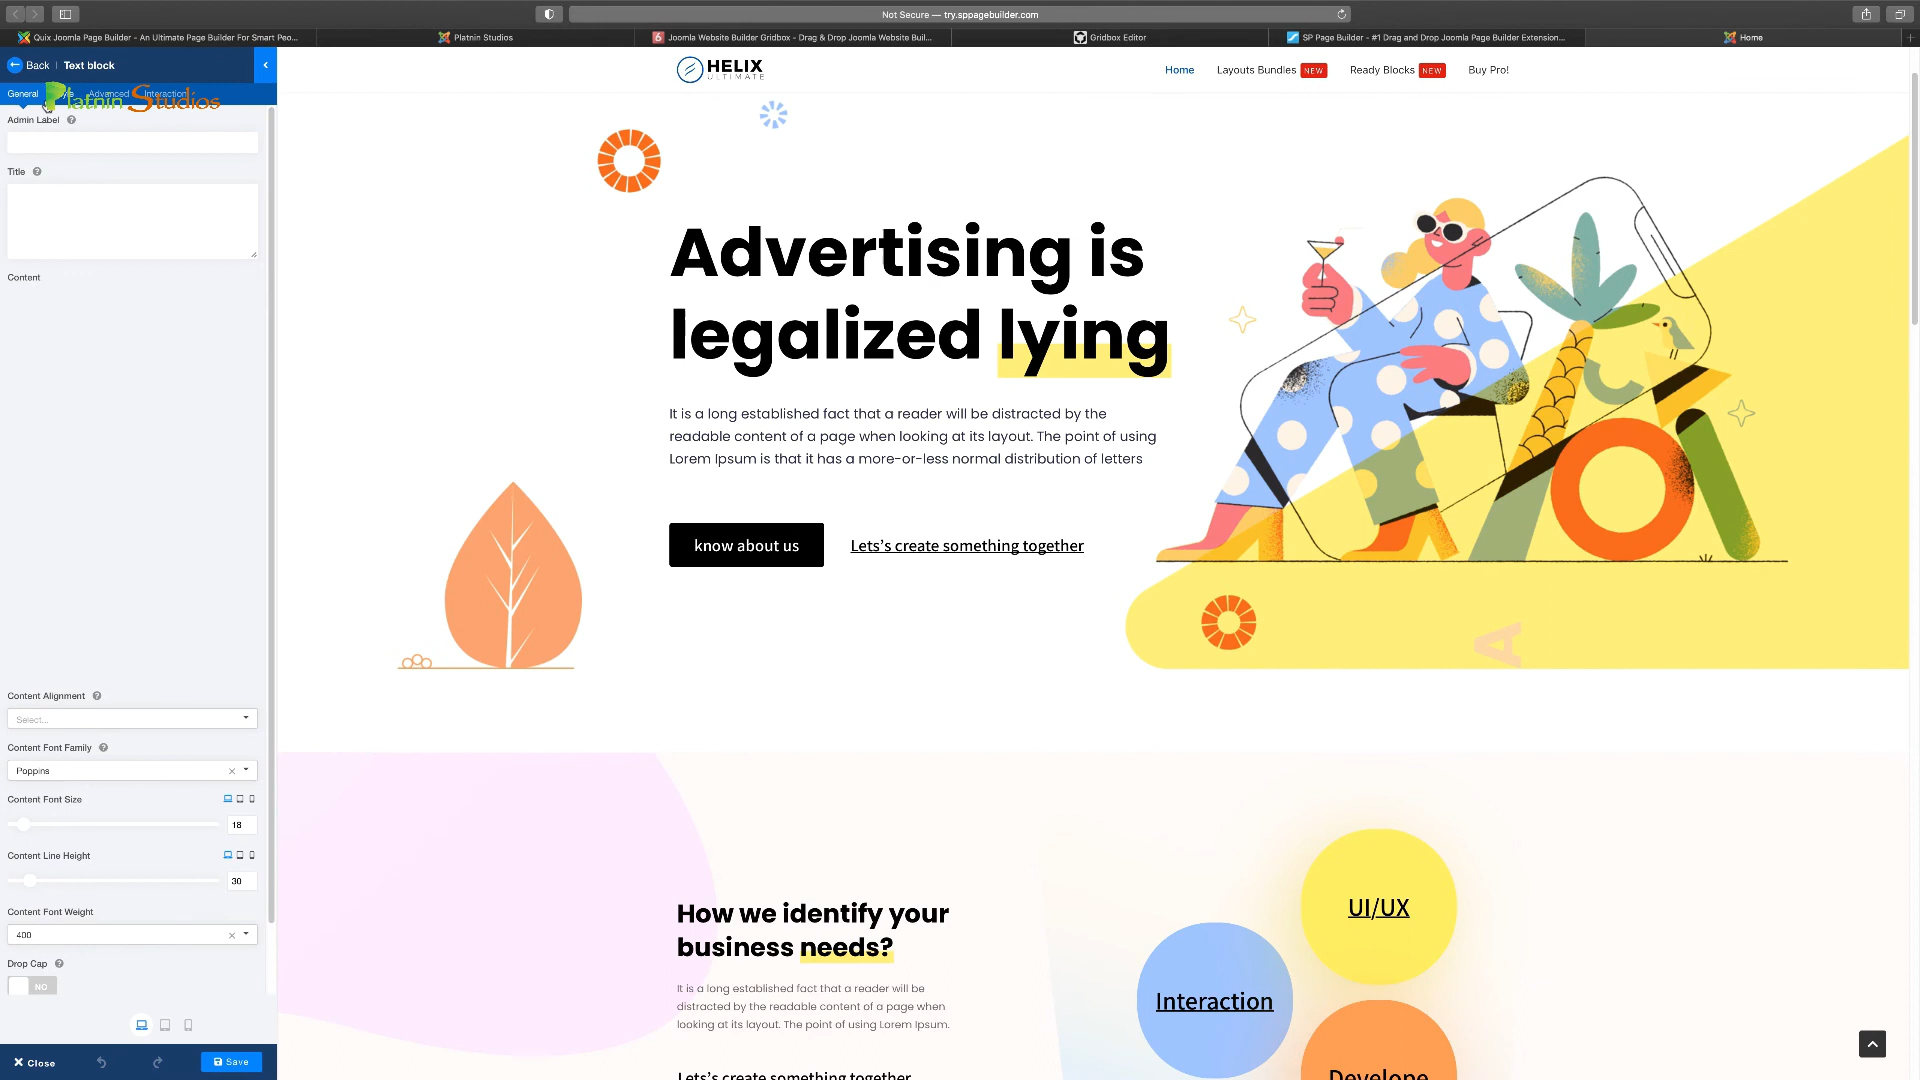 Not Secure — try.sppagebuilder.com
Quix Joomla Page Builder - An Ultimate Page Builder For Smart Peo...
Platnin Studios
Joomla Website Builder Gridbox - Drag & Drop Joomla Website Buil...
Gridbox Editor
SP Page Builder - #1 Drag and Drop Joomla Page Builder Extension...
Home
Back
Text block
General
Advanced
Interaction
Platnin Studios
HELIX
ULTIMATE
Home
Layouts Bundles NEW
Ready Blocks NEW
Buy Pro!
Admin Label
Title
Content
Content Alignment
Select...
Content Font Family
Poppins
Content Font Size
18
Content Line Height
30
Content Font Weight
400
Drop Cap
NO
Close
Save
Advertising is
legalized lying
It is a long established fact that a reader will be distracted by the
readable content of a page when looking at its layout. The point of using
Lorem Ipsum is that it has a more-or-less normal distribution of letters
know about us
Lets’s create something together
A
How we identify your
business needs?
It is a long established fact that a reader will be
distracted by the readable content of a page when
looking at its layout. The point of using Lorem Ipsum.
Lets’s create something together
UI/UX
Interaction
Develope